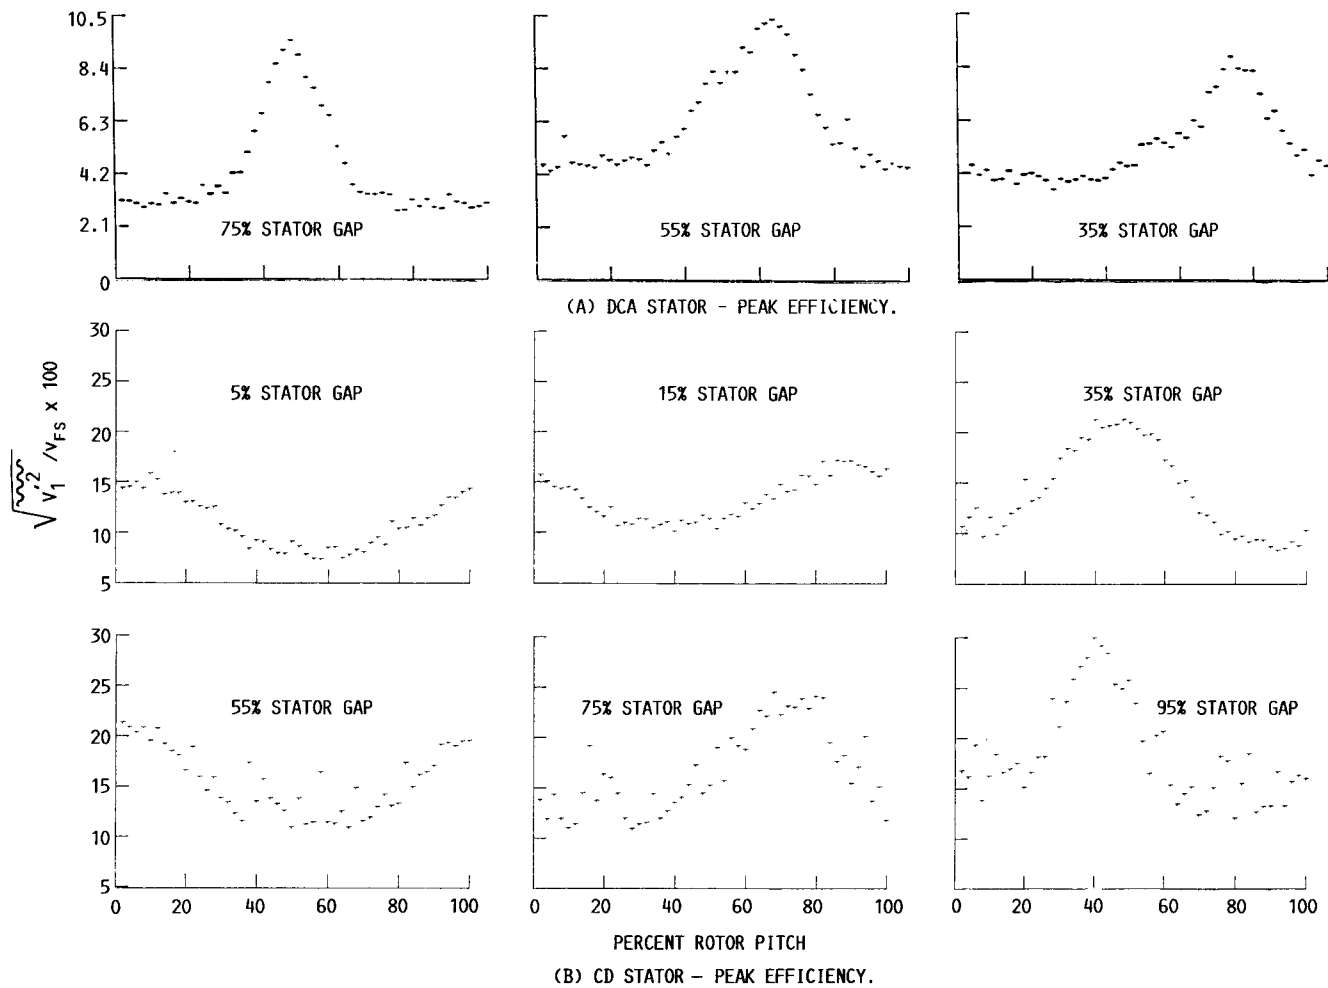 10.5
8.4
6.3
4.2
2.1
0
75% STATOR GAP
55% STATOR GAP
35% STATOR GAP
(A) DCA STATOR - PEAK EFFICIENCY.
30
25
20
15
10
5
5% STATOR GAP
15% STATOR GAP
35% STATOR GAP
√v₁'² /v_FS x 100
30
25
20
15
10
5
55% STATOR GAP
75% STATOR GAP
95% STATOR GAP
0 20 40 60 80 100
0 20 40 60 80 100
0 20 40 60 80 100
PERCENT ROTOR PITCH
(B) CD STATOR - PEAK EFFICIENCY.